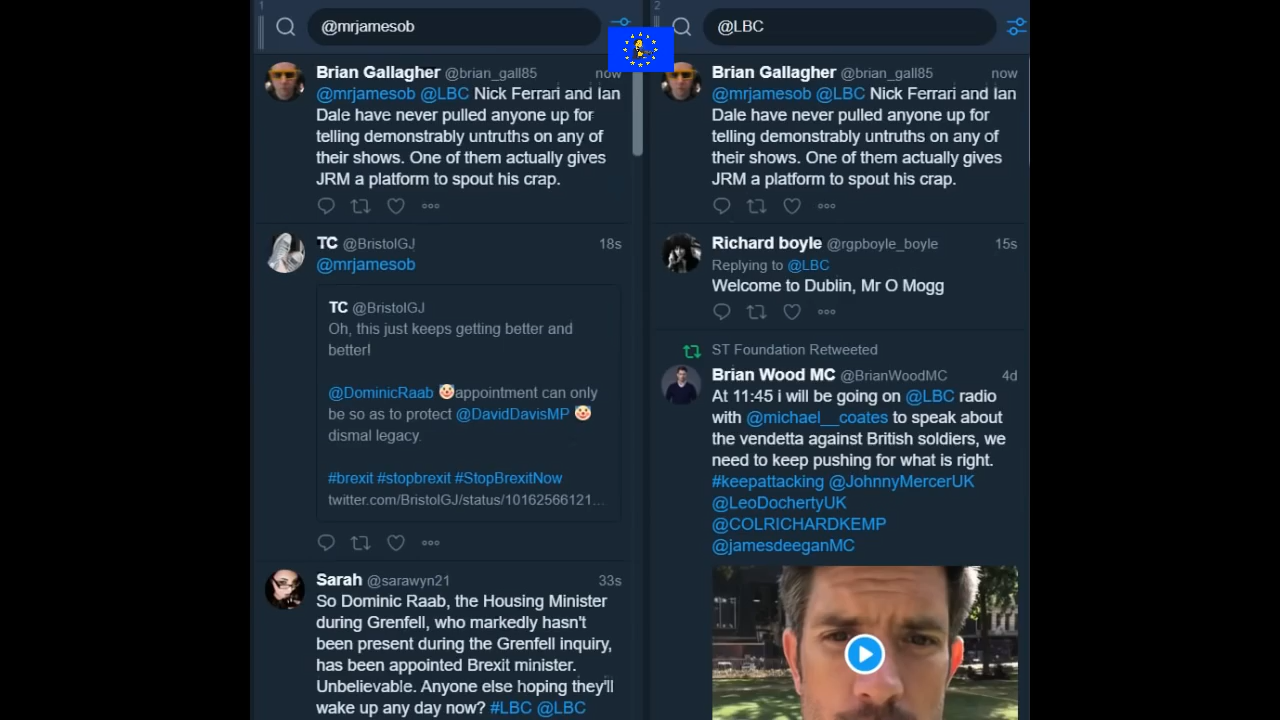 1
@mrjamesob
Brian Gallagher @brian_gall85 now
@mrjamesob @LBC Nick Ferrari and Ian
Dale have never pulled anyone up for
telling demonstrably untruths on any of
their shows. One of them actually gives
JRM a platform to spout his crap.
TC @BristolGJ 18s
@mrjamesob
TC @BristolGJ
Oh, this just keeps getting better and
better!
@DominicRaab 🤡appointment can only
be so as to protect @DavidDavisMP 🤡
dismal legacy.
#brexit #stopbrexit #StopBrexitNow
twitter.com/BristolGJ/status/10162566121…
Sarah @sarawyn21 33s
So Dominic Raab, the Housing Minister
during Grenfell, who markedly hasn't
been present during the Grenfell inquiry,
has been appointed Brexit minister.
Unbelievable. Anyone else hoping they'll
wake up any day now? #LBC @LBC
2
@LBC
Brian Gallagher @brian_gall85 now
@mrjamesob @LBC Nick Ferrari and Ian
Dale have never pulled anyone up for
telling demonstrably untruths on any of
their shows. One of them actually gives
JRM a platform to spout his crap.
Richard boyle @rgpboyle_boyle 15s
Replying to @LBC
Welcome to Dublin, Mr O Mogg
ST Foundation Retweeted
Brian Wood MC @BrianWoodMC 4d
At 11:45 i will be going on @LBC radio
with @michael__coates to speak about
the vendetta against British soldiers, we
need to keep pushing for what is right.
#keepattacking @JohnnyMercerUK
@LeoDochertyUK
@COLRICHARDKEMP
@jamesdeeganMC